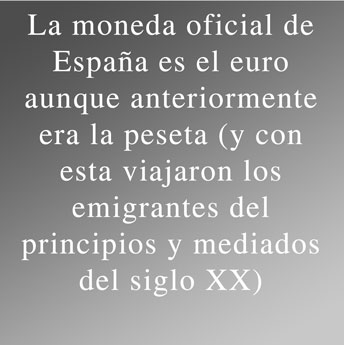 La moneda oficial de
España es el euro
aunque anteriormente
era la peseta (y con
esta viajaron los
emigrantes del
principios y mediados
del siglo XX)